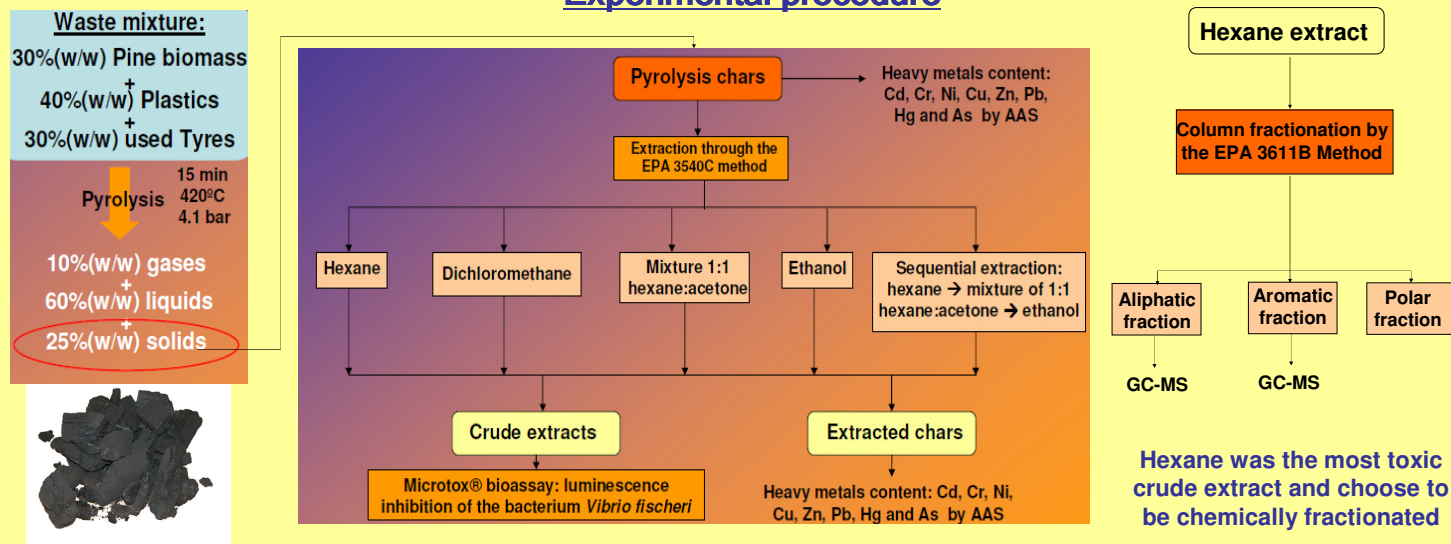 Experimental procedure
Waste mixture:
30%(w/w) Pine biomass
+
40%(w/w) Plastics
+
30%(w/w) used Tyres
Pyrolysis
15 min
420ºC
4.1 bar
10%(w/w) gases
+
60%(w/w) liquids
+
25%(w/w) solids
Pyrolysis chars
Heavy metals content:
Cd, Cr, Ni, Cu, Zn, Pb,
Hg and As by AAS
Extraction through the
EPA 3540C method
Hexane
Dichloromethane
Mixture 1:1
hexane:acetone
Ethanol
Sequential extraction:
hexane → mixture of 1:1
hexane:acetone → ethanol
Crude extracts
Extracted chars
Microtox® bioassay: luminescence
inhibition of the bacterium Vibrio fischeri
Heavy metals content: Cd, Cr, Ni,
Cu, Zn, Pb, Hg and As by AAS
Hexane extract
Column fractionation by
the EPA 3611B Method
Aliphatic
fraction
Aromatic
fraction
Polar
fraction
GC-MS
GC-MS
Hexane was the most toxic
crude extract and choose to
be chemically fractionated